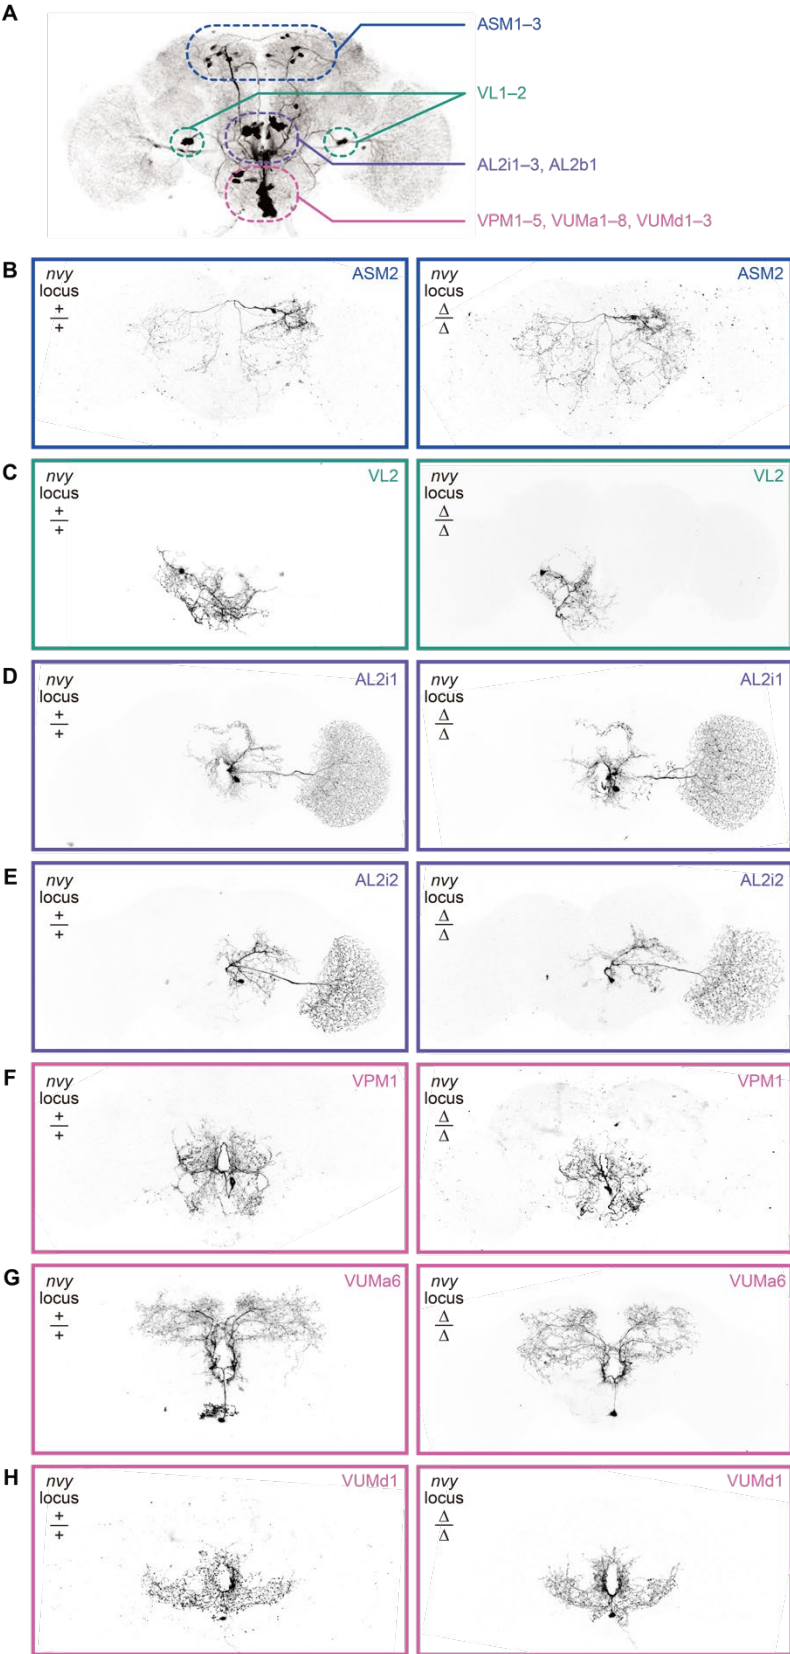 A
ASM1–3
VL1–2
AL2i1–3, AL2b1
VPM1–5, VUMa1–8, VUMd1–3
B
nvy
locus
+
+
ASM2
nvy
locus
Δ
Δ
ASM2
C
nvy
locus
+
+
VL2
nvy
locus
Δ
Δ
VL2
D
nvy
locus
+
+
AL2i1
nvy
locus
Δ
Δ
AL2i1
E
nvy
locus
+
+
AL2i2
nvy
locus
Δ
Δ
AL2i2
F
nvy
locus
+
+
VPM1
nvy
locus
Δ
Δ
VPM1
G
nvy
locus
+
+
VUMa6
nvy
locus
Δ
Δ
VUMa6
H
nvy
locus
+
+
VUMd1
nvy
locus
Δ
Δ
VUMd1